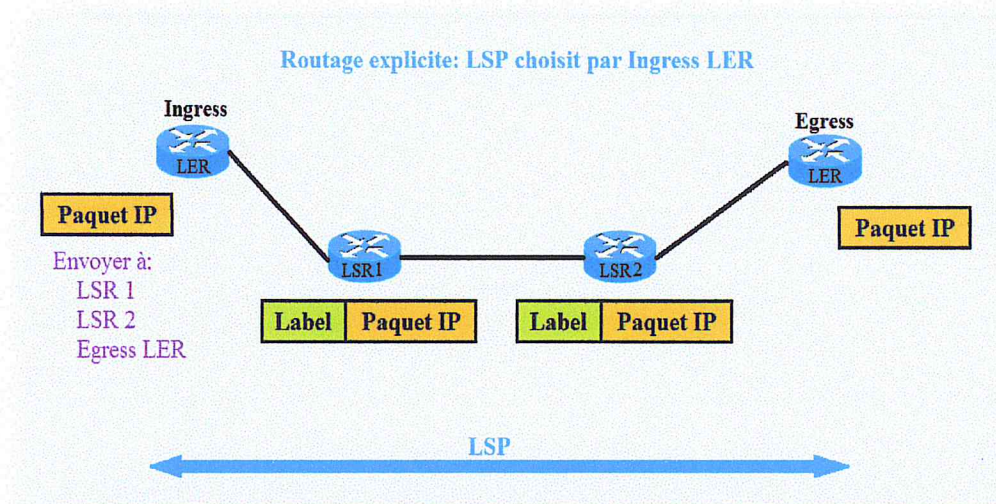 Routage explicite: LSP choisit par Ingress LER
Ingress
LER
Egress
LER
Paquet IP
Paquet IP
Envoyer à:
LSR 1
LSR 2
Egress LER
LSR1
LSR2
Label Paquet IP
Label Paquet IP
LSP